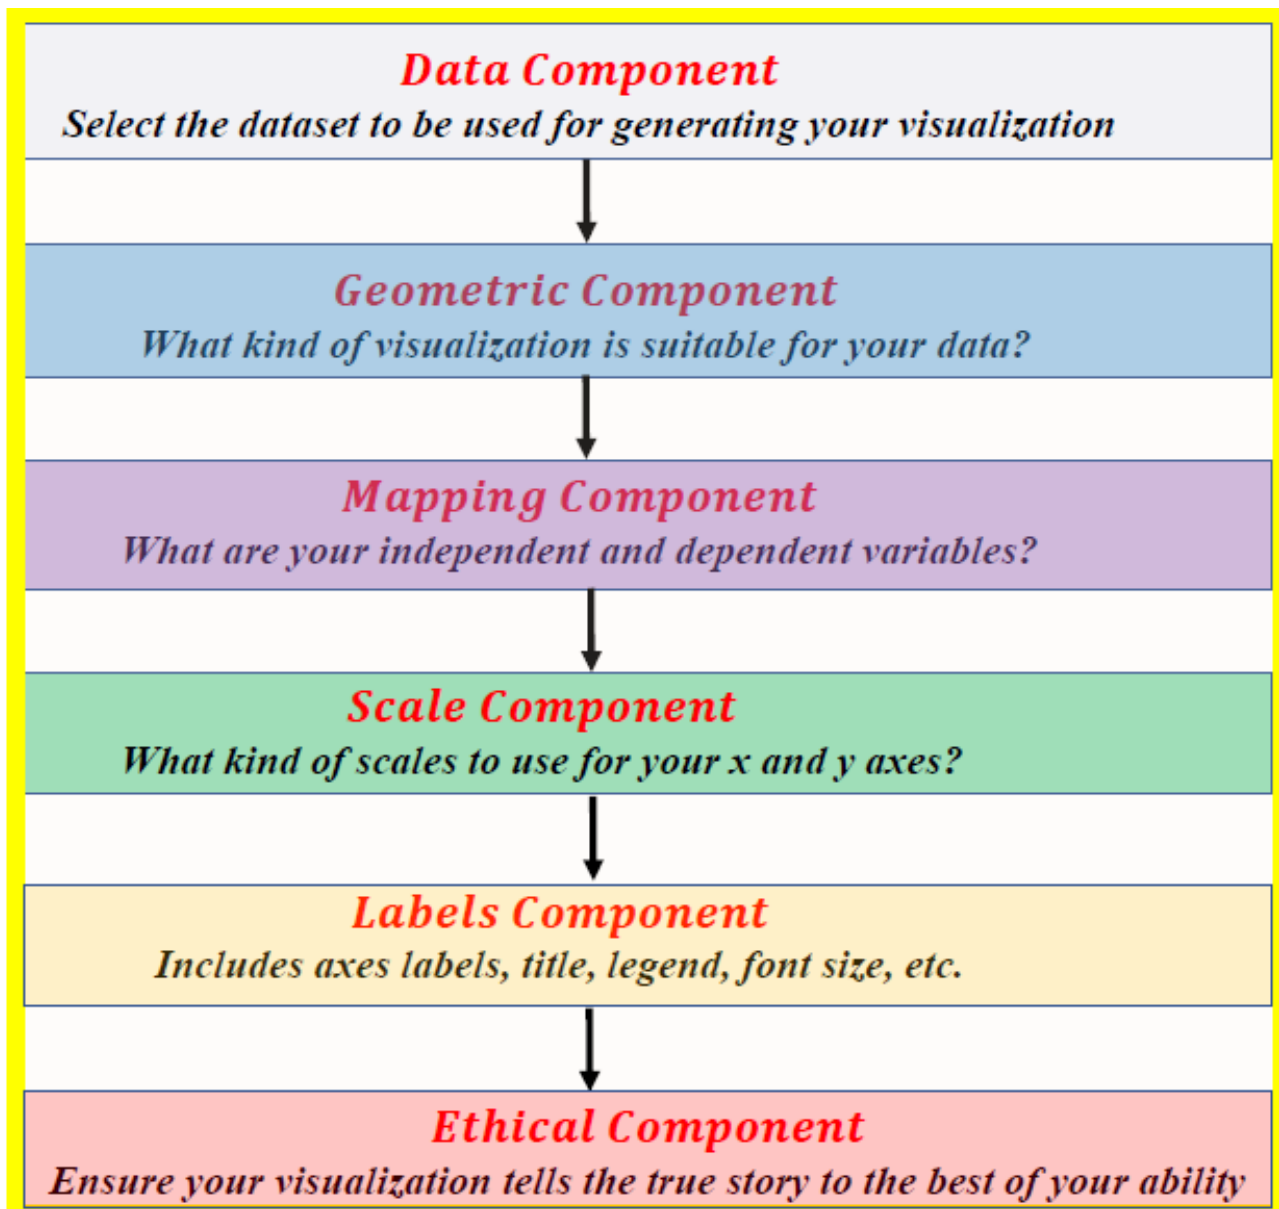 Data Component
Select the dataset to be used for generating your visualization
Geometric Component
What kind of visualization is suitable for your data?
Mapping Component
What are your independent and dependent variables?
Scale Component
What kind of scales to use for your x and y axes?
Labels Component
Includes axes labels, title, legend, font size, etc.
Ethical Component
Ensure your visualization tells the true story to the best of your ability